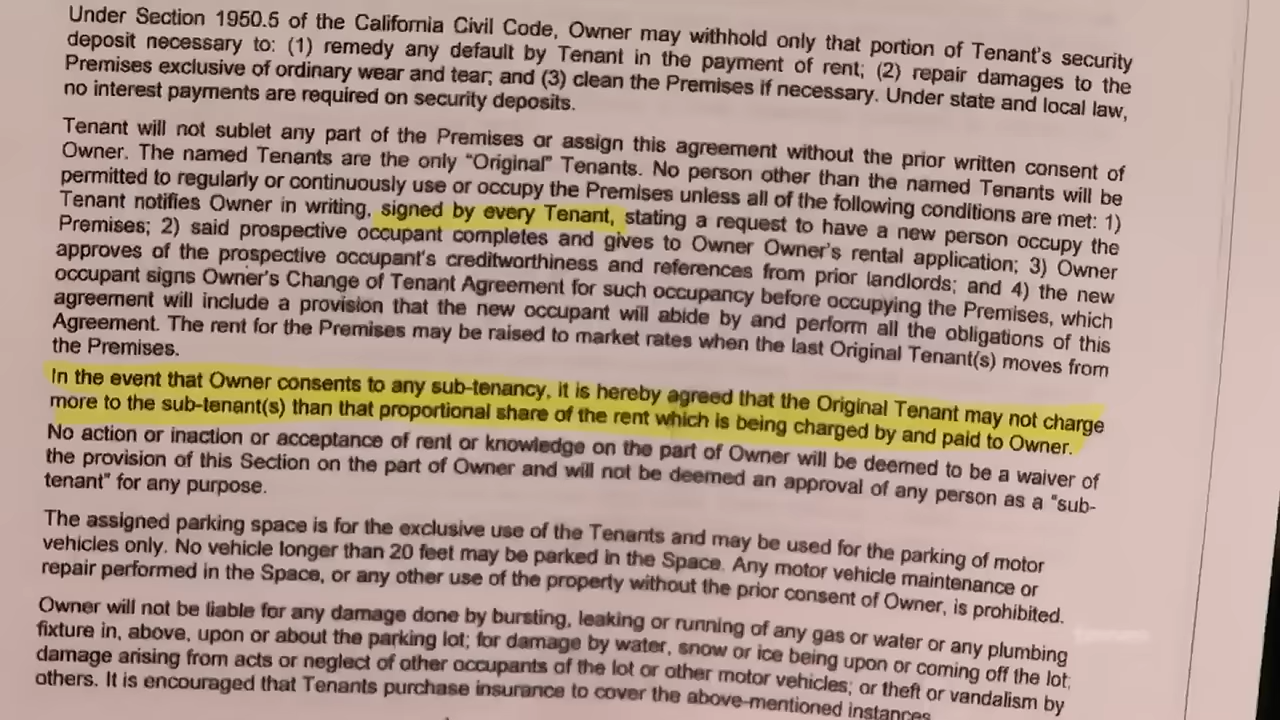 Under Section 1950.5 of the California Civil Code, Owner may withhold only that portion of Tenant's security
deposit necessary to: (1) remedy any default by Tenant in the payment of rent; (2) repair damages to the
Premises exclusive of ordinary wear and tear; and (3) clean the Premises if necessary. Under state and local law,
no interest payments are required on security deposits.
Tenant will not sublet any part of the Premises or assign this agreement without the prior written consent of
Owner. The named Tenants are the only "Original" Tenants. No person other than the named Tenants will be
permitted to regularly or continuously use or occupy the Premises unless all of the following conditions are met: 1)
Tenant notifies Owner in writing, signed by every Tenant, stating a request to have a new person occupy the
Premises; 2) said prospective occupant completes and gives to Owner Owner's rental application; 3) Owner
approves of the prospective occupant's creditworthiness and references from prior landlords; and 4) the new
occupant signs Owner's Change of Tenant Agreement for such occupancy before occupying the Premises, which
agreement will include a provision that the new occupant will abide by and perform all the obligations of this
Agreement. The rent for the Premises may be raised to market rates when the last Original Tenant(s) moves from
the Premises.
In the event that Owner consents to any sub-tenancy, it is hereby agreed that the Original Tenant may not charge
more to the sub-tenant(s) than that proportional share of the rent which is being charged by and paid to Owner.
No action or inaction or acceptance of rent or knowledge on the part of Owner will be deemed to be a waiver of
the provision of this Section on the part of Owner and will not be deemed an approval of any person as a "sub-
tenant" for any purpose.
The assigned parking space is for the exclusive use of the Tenants and may be used for the parking of motor
vehicles only. No vehicle longer than 20 feet may be parked in the Space. Any motor vehicle maintenance or
repair performed in the Space, or any other use of the property without the prior consent of Owner, is prohibited.
Owner will not be liable for any damage done by bursting, leaking or running of any gas or water or any plumbing
fixture in, above, upon or about the parking lot; for damage by water, snow or ice being upon or coming off the lot;
damage arising from acts or neglect of other occupants of the lot or other motor vehicles; or theft or vandalism by
others. It is encouraged that Tenants purchase insurance to cover the above-mentioned instances